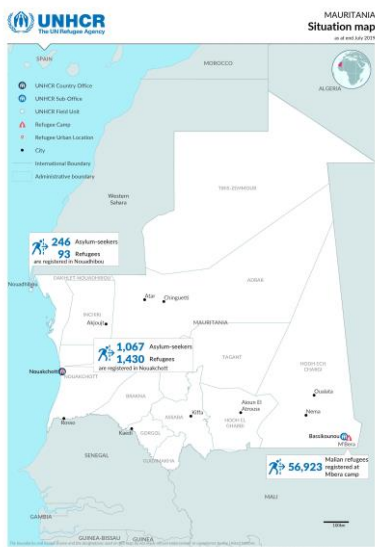 UNHCR
The UN Refugee Agency
MAURITANIA
Situation map
as at end July 2019
SPAIN
MOROCCO
ALGERIA
UNHCR Country Office
UNHCR Sub-Office
UNHCR Field Unit
Refugee Camp
Refugee Urban Location
City
International Boundary
Administrative boundary
Western
Sahara
TIRIS ZEMMOUR
246 Asylum-seekers
93 Refugees
are registered in Nouadhibou
Nouadhibou
DAKHLET NOUADHIBOU
ADRAR
Atar
Chinguetti
INCHIRI
Akjoujt
MAURITANIA
1,067 Asylum-seekers
1,430 Refugees
are registered in Nouakchott
TAGANT
HODH ECH
CHARGI
Nouakchott
NOUAKCHOTT
BRAKNA
Oualata
Aioun El
Atrouss
Kiffa
ASSABA
HODH EL
GHARBI
Nema
Rosso
Kaedi
GORGOL
Bassikounou
M'bera
GUIDIMAKHA
SENEGAL
56,923
Malian refugees
registered at
Mbera camp
MALI
GAMBIA
GUINEA-BISSAU
GUINEA
100km